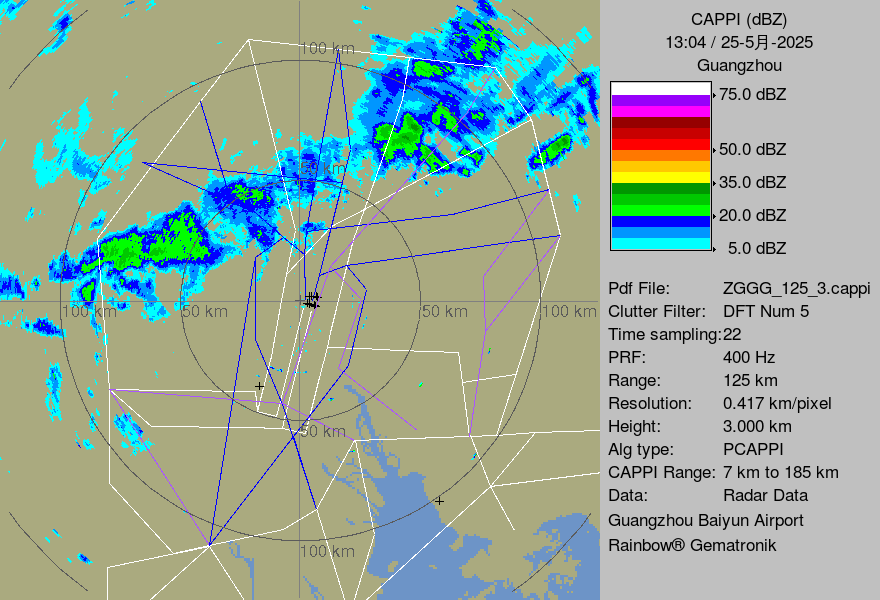 CAPPI (dBZ)
13:04 / 25-5月-2025
Guangzhou
75.0 dBZ
50.0 dBZ
35.0 dBZ
20.0 dBZ
5.0 dBZ
Pdf File: ZGGG_125_3.cappi
Clutter Filter: DFT Num 5
Time sampling:22
PRF: 400 Hz
Range: 125 km
Resolution: 0.417 km/pixel
Height: 3.000 km
Alg type: PCAPPI
CAPPI Range: 7 km to 185 km
Data: Radar Data
Guangzhou Baiyun Airport
Rainbow® Gematronik
100 km
100 km
50 km
50 km
100 km
50 km
100 km